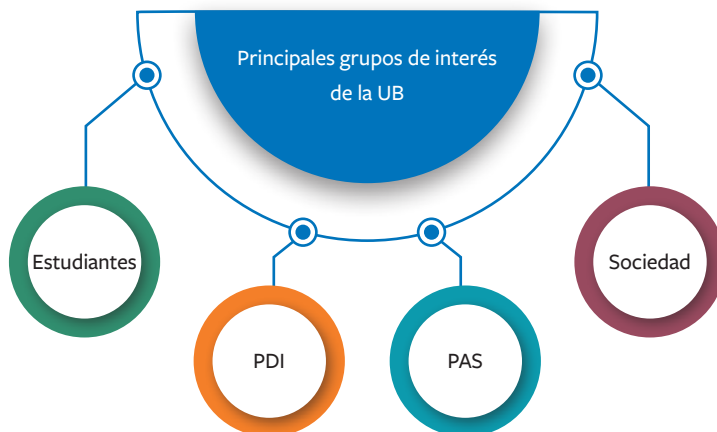 Principales grupos de interés
de la UB
Estudiantes
Sociedad
PDI
PAS